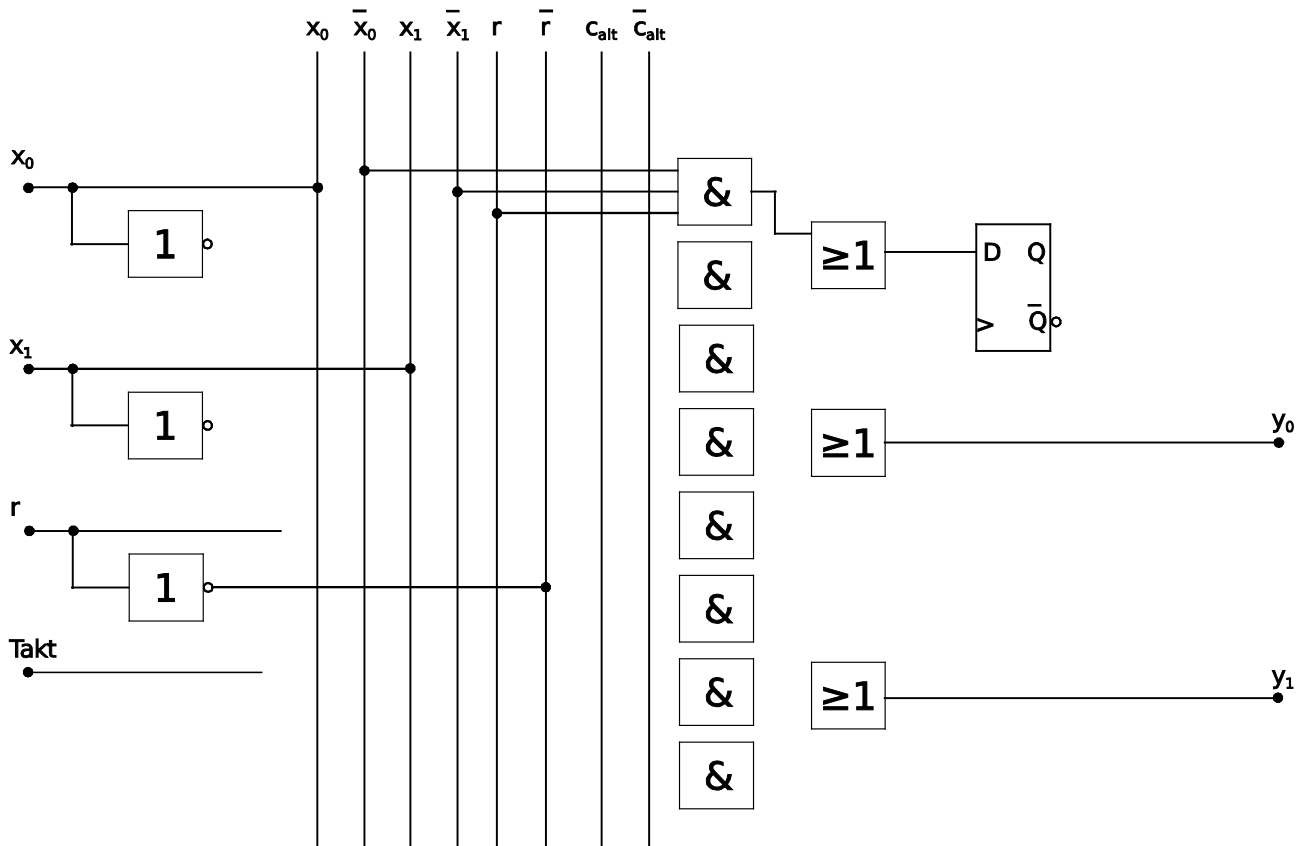 x₀ x̅₀ x₁ x̅₁ r r̅ cₐₗₜ c̅ₐₗₜ
x₀
&
1
≥1
D Q
&
Q̅
>
x₁
&
1
&
≥1
y₀
r
&
1
&
Takt
&
≥1
y₁
&